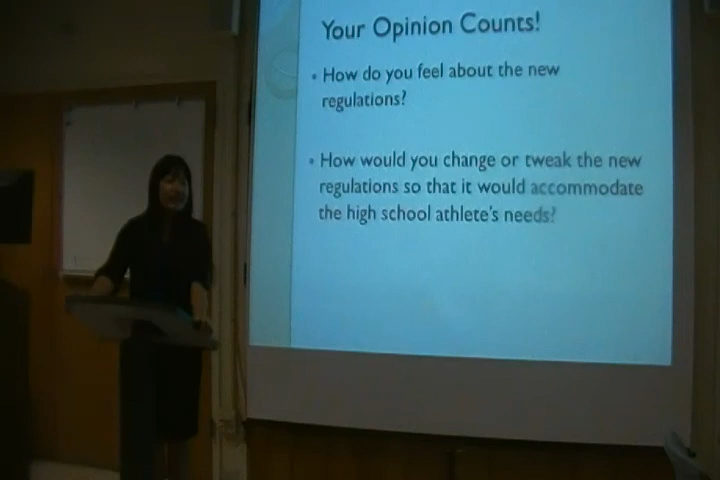 Your Opinion Counts!
• How do you feel about the new
regulations?
• How would you change or tweak the new
regulations so that it would accommodate
the high school athlete's needs?